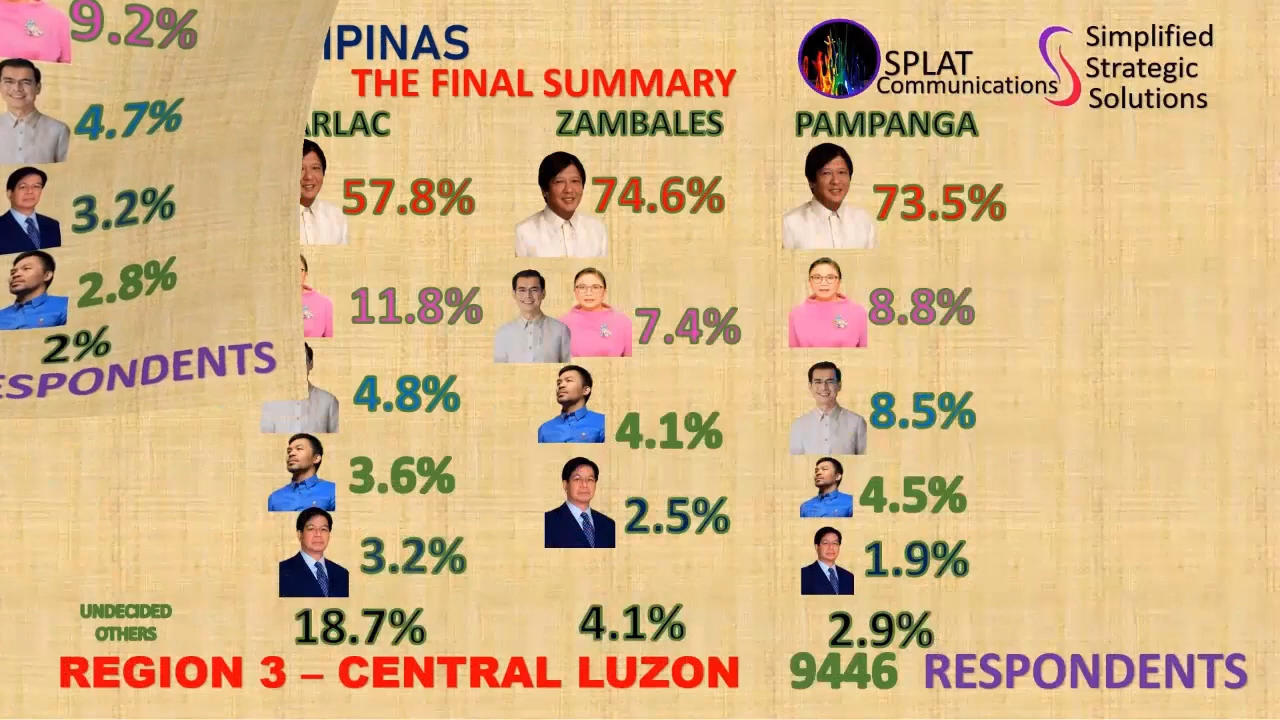 9.2%
4.7%
3.2%
2.8%
2%
THE FINAL SUMMARY
SPLAT
Communications
Simplified
Strategic
Solutions
ZAMBALES
PAMPANGA
57.8%
74.6%
73.5%
11.8%
7.4%
8.8%
4.8%
4.1%
8.5%
3.6%
2.5%
4.5%
3.2%
1.9%
UNDECIDED
OTHERS
18.7%
4.1%
2.9%
REGION 3 – CENTRAL LUZON
9446 RESPONDENTS